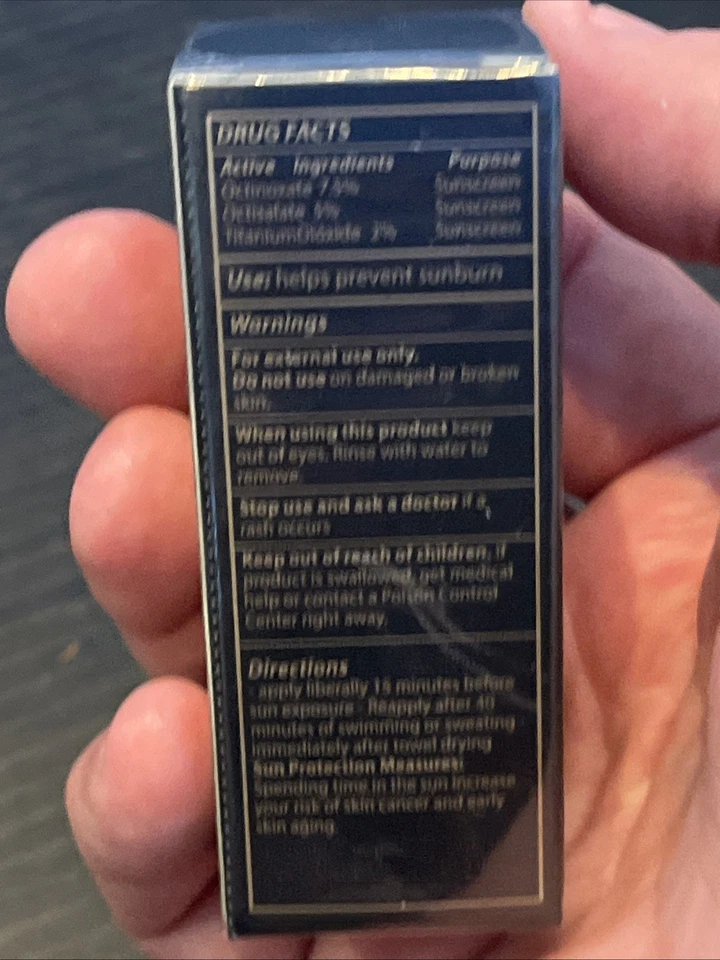 DRUG FACTS
Active Ingredients Purpose
Octinoxate 7.5% Sunscreen
Octisalate 5% Sunscreen
TitaniumDioxide 2% Sunscreen
User helps prevent sunburn
Warnings
For external use only.
Do not use on damaged or broken
skin.
When using this product keep
out of eyes. Rinse with water to
remove.
Stop use and ask a doctor if a
rash occurs
Keep out of reach of children. If
product is swallowed, get medical
help or contact a Poison Control
Center right away.
Directions
· apply liberally 15 minutes before
sun exposure · Reapply after 40
minutes of swimming or sweating
immediately after towel drying
Sun Protection Measures:
Spending time in the sun increase
your risk of skin cancer and early
skin aging